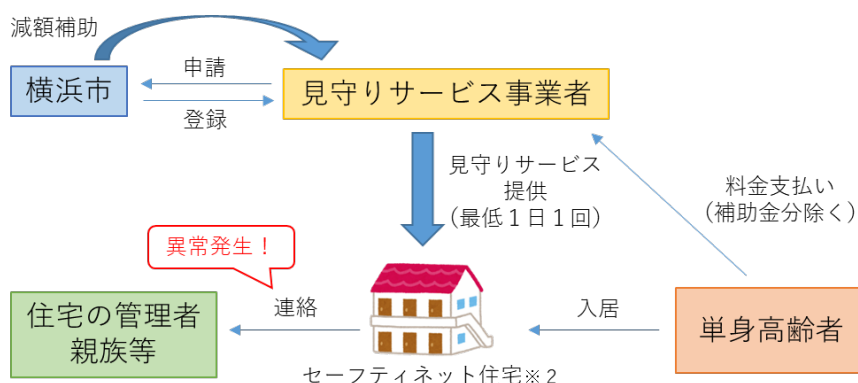 減額補助
横浜市
申請
登録
見守りサービス事業者
見守りサービス
提供
(最低１日１回)
料金支払い
(補助金分除く)
異常発生！
住宅の管理者
親族等
連絡
入居
単身高齢者
セーフティネット住宅※２